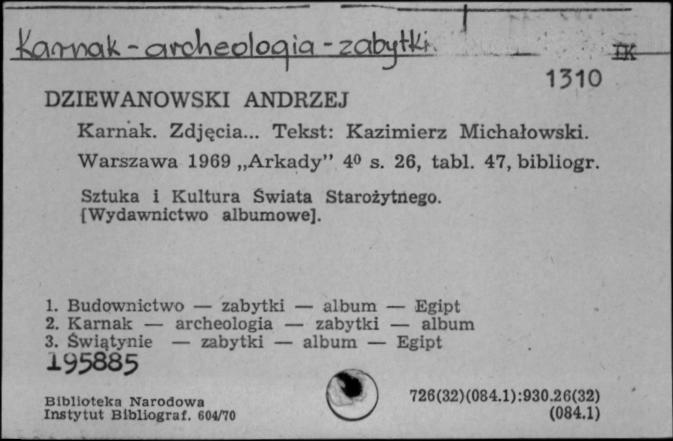 Karnak - archeologia - zabytki
IK
1310
DZIEWANOWSKI ANDRZEJ
Karnak. Zdjęcia... Tekst: Kazimierz Michałowski.
Warszawa 1969 „Arkady” 4⁰ s. 26, tabl. 47, bibliogr.
Sztuka i Kultura Świata Starożytnego.
[Wydawnictwo albumowe].
1. Budownictwo — zabytki — album — Egipt
2. Karnak — archeologia — zabytki — album
3. Świątynie — zabytki — album — Egipt
195885
Biblioteka Narodowa
Instytut Bibliograf. 604/70
726(32)(084.1):930.26(32)
(084.1)